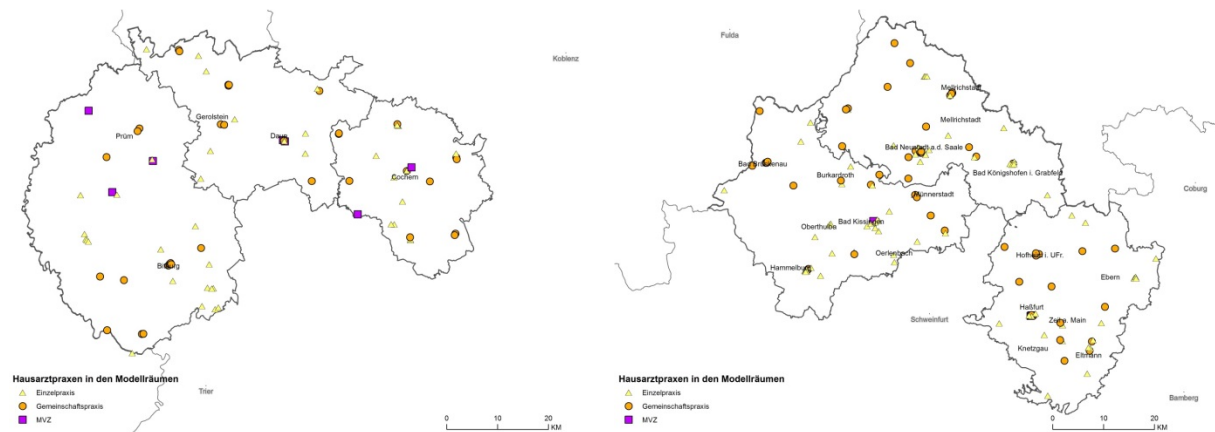 Koblenz
Gerolstein
Prüm
Daun
Cochem
Bitburg
Trier
Hausarztpraxen in den Modellräumen
Einzelpraxis
Gemeinschaftspraxis
MVZ
0 10 20
KM
Fulda
Mellrichstadt
Mellrichstadt
Bad Neustadt a.d. Saale
Bad Brückenau
Burkardroth
Bad Königshofen i. Grabfeld
Coburg
Münnerstadt
Bad Kissingen
Oberthulba
Oerlenbach
Hammelburg
Hofheim i. UFr.
Ebern
Haßfurt
Schweinfurt
Zeil a. Main
Knetzgau
Eltmann
Bamberg
Hausarztpraxen in den Modellräumen
Einzelpraxis
Gemeinschaftspraxis
MVZ
0 10 20
KM